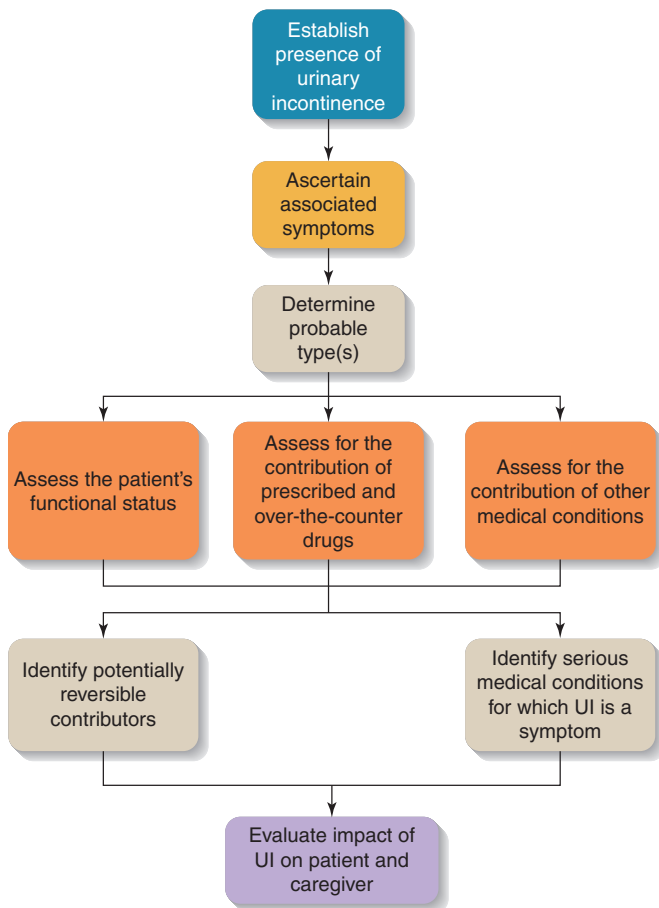 Establish
presence of
urinary
incontinence
Ascertain
associated
symptoms
Determine
probable
type(s)
Assess the patient's
functional status
Assess for the
contribution of
prescribed and
over-the-counter
drugs
Assess for the
contribution of other
medical conditions
Identify potentially
reversible
contributors
Identify serious
medical conditions
for which UI is a
symptom
Evaluate impact of
UI on patient and
caregiver